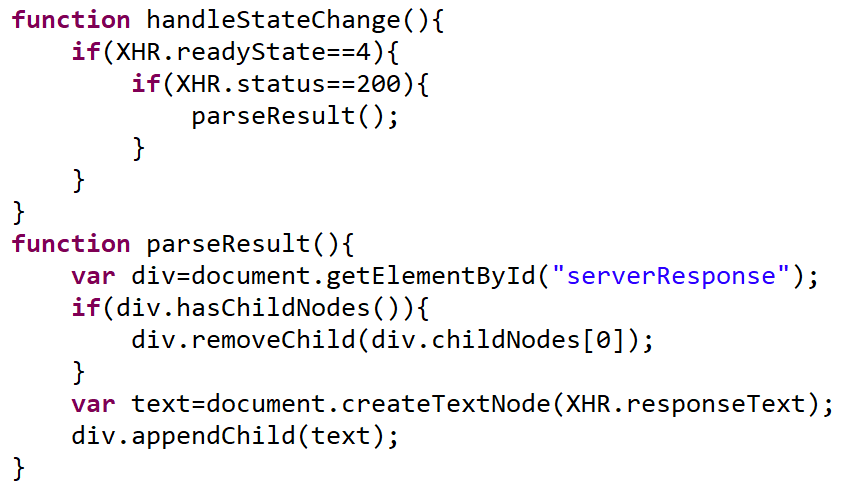 function handleStateChange(){
    if(XHR.readyState==4){
        if(XHR.status==200){
            parseResult();
        }
    }
}
function parseResult(){
    var div=document.getElementById("serverResponse");
    if(div.hasChildNodes()){
        div.removeChild(div.childNodes[0]);
    }
    var text=document.createTextNode(XHR.responseText);
    div.appendChild(text);
}